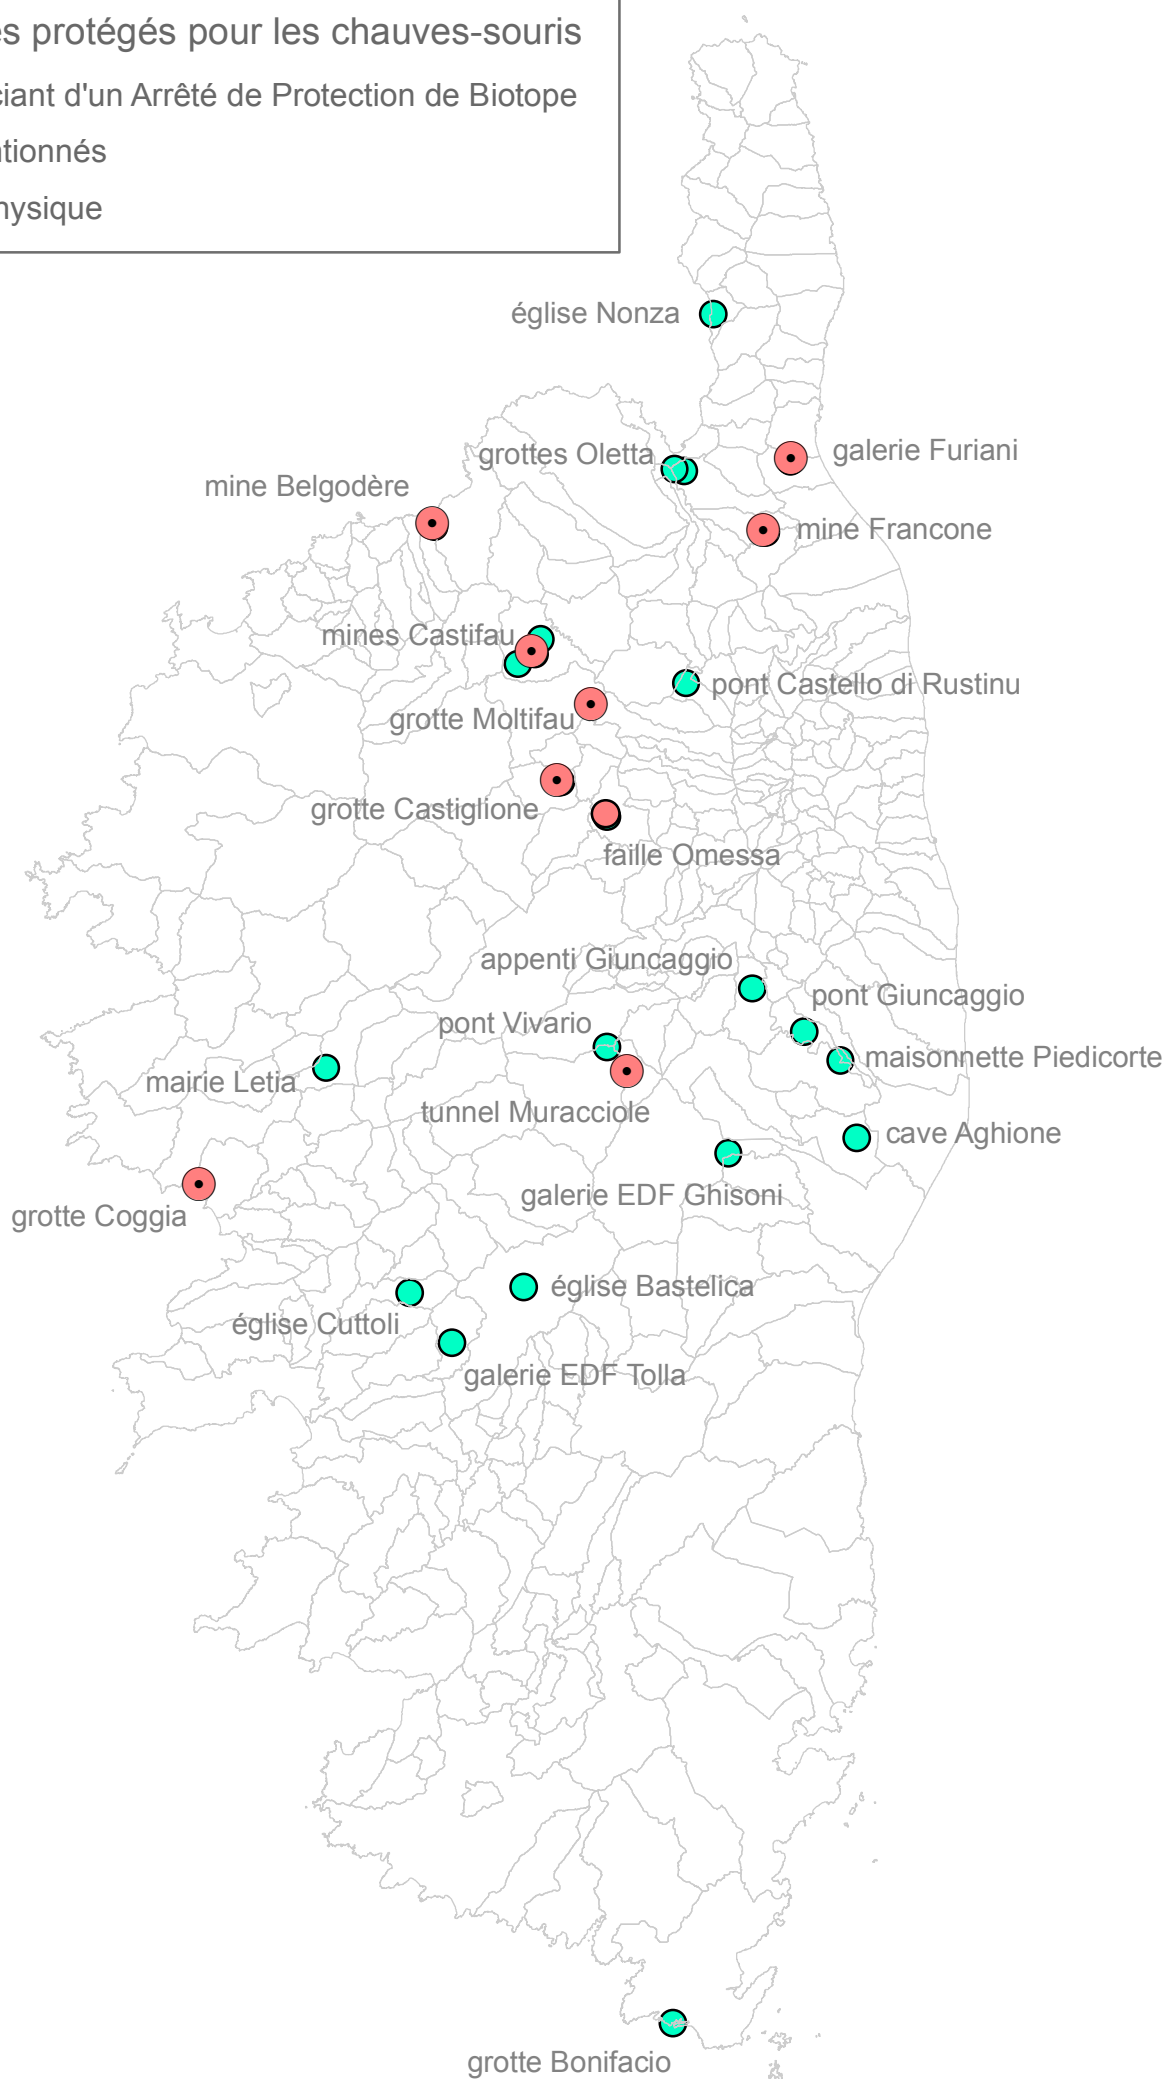 es protégés pour les chauves-souris
ciant d'un Arrêté de Protection de Biotope
ntionnés
hysique
église Nonza
grottes Oletta
galerie Furiani
mine Belgodère
mine Francone
mines Castifau
pont Castello di Rustinu
grotte Moltifau
grotte Castiglione
faille Omessa
appenti Giuncaggio
pont Giuncaggio
pont Vivario
maisonnette Piedicorte
mairie Letia
tunnel Muracciole
cave Aghione
galerie EDF Ghisoni
grotte Coggia
église Bastelica
église Cuttoli
galerie EDF Tolla
grotte Bonifacio